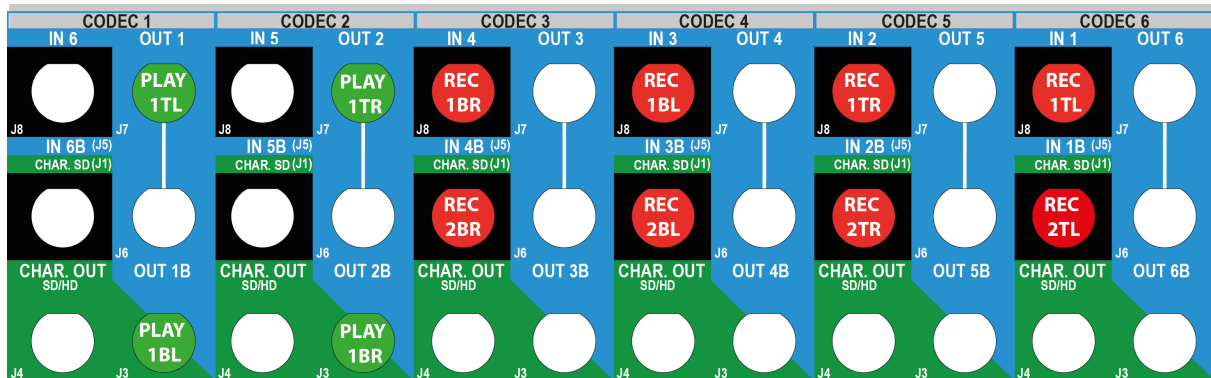 CODEC 1 CODEC 2 CODEC 3 CODEC 4 CODEC 5 CODEC 6
IN 6 OUT 1 IN 5 OUT 2 IN 4 OUT 3 IN 3 OUT 4 IN 2 OUT 5 IN 1 OUT 6
PLAY PLAY REC REC REC REC
1TL 1TR 1BR 1BL 1TR 1TL
J8 J7 J8 J7 J8 J7 J8 J7 J8 J7 J8 J7
IN 6B (J5) IN 5B (J5) IN 4B (J5) IN 3B (J5) IN 2B (J5) IN 1B (J5)
CHAR. SD (J1) CHAR. SD (J1) CHAR. SD (J1) CHAR. SD (J1) CHAR. SD (J1) CHAR. SD (J1)
REC REC REC REC
2BR 2BL 2TR 2TL
J6 J6 J6 J6 J6 J6
CHAR. OUT OUT 1B CHAR. OUT OUT 2B CHAR. OUT OUT 3B CHAR. OUT OUT 4B CHAR. OUT OUT 5B CHAR. OUT OUT 6B
SD/HD SD/HD SD/HD SD/HD SD/HD SD/HD
PLAY PLAY
1BL 1BR
J4 J3 J4 J3 J4 J3 J4 J3 J4 J3 J4 J3